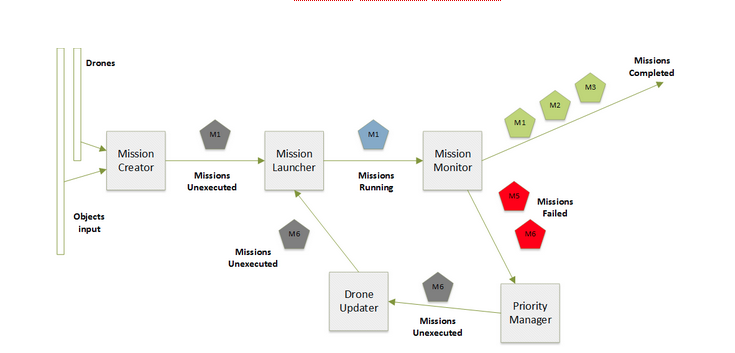 Drones
Missions
Completed
M3
M2
M1
M1
M1
Mission
Creator
Mission
Launcher
Mission
Monitor
Missions
Unexecuted
Missions
Running
M5
Missions
Failed
Objects
input
M6
M6
Missions
Unexecuted
M6
Drone
Updater
Priority
Manager
Missions
Unexecuted